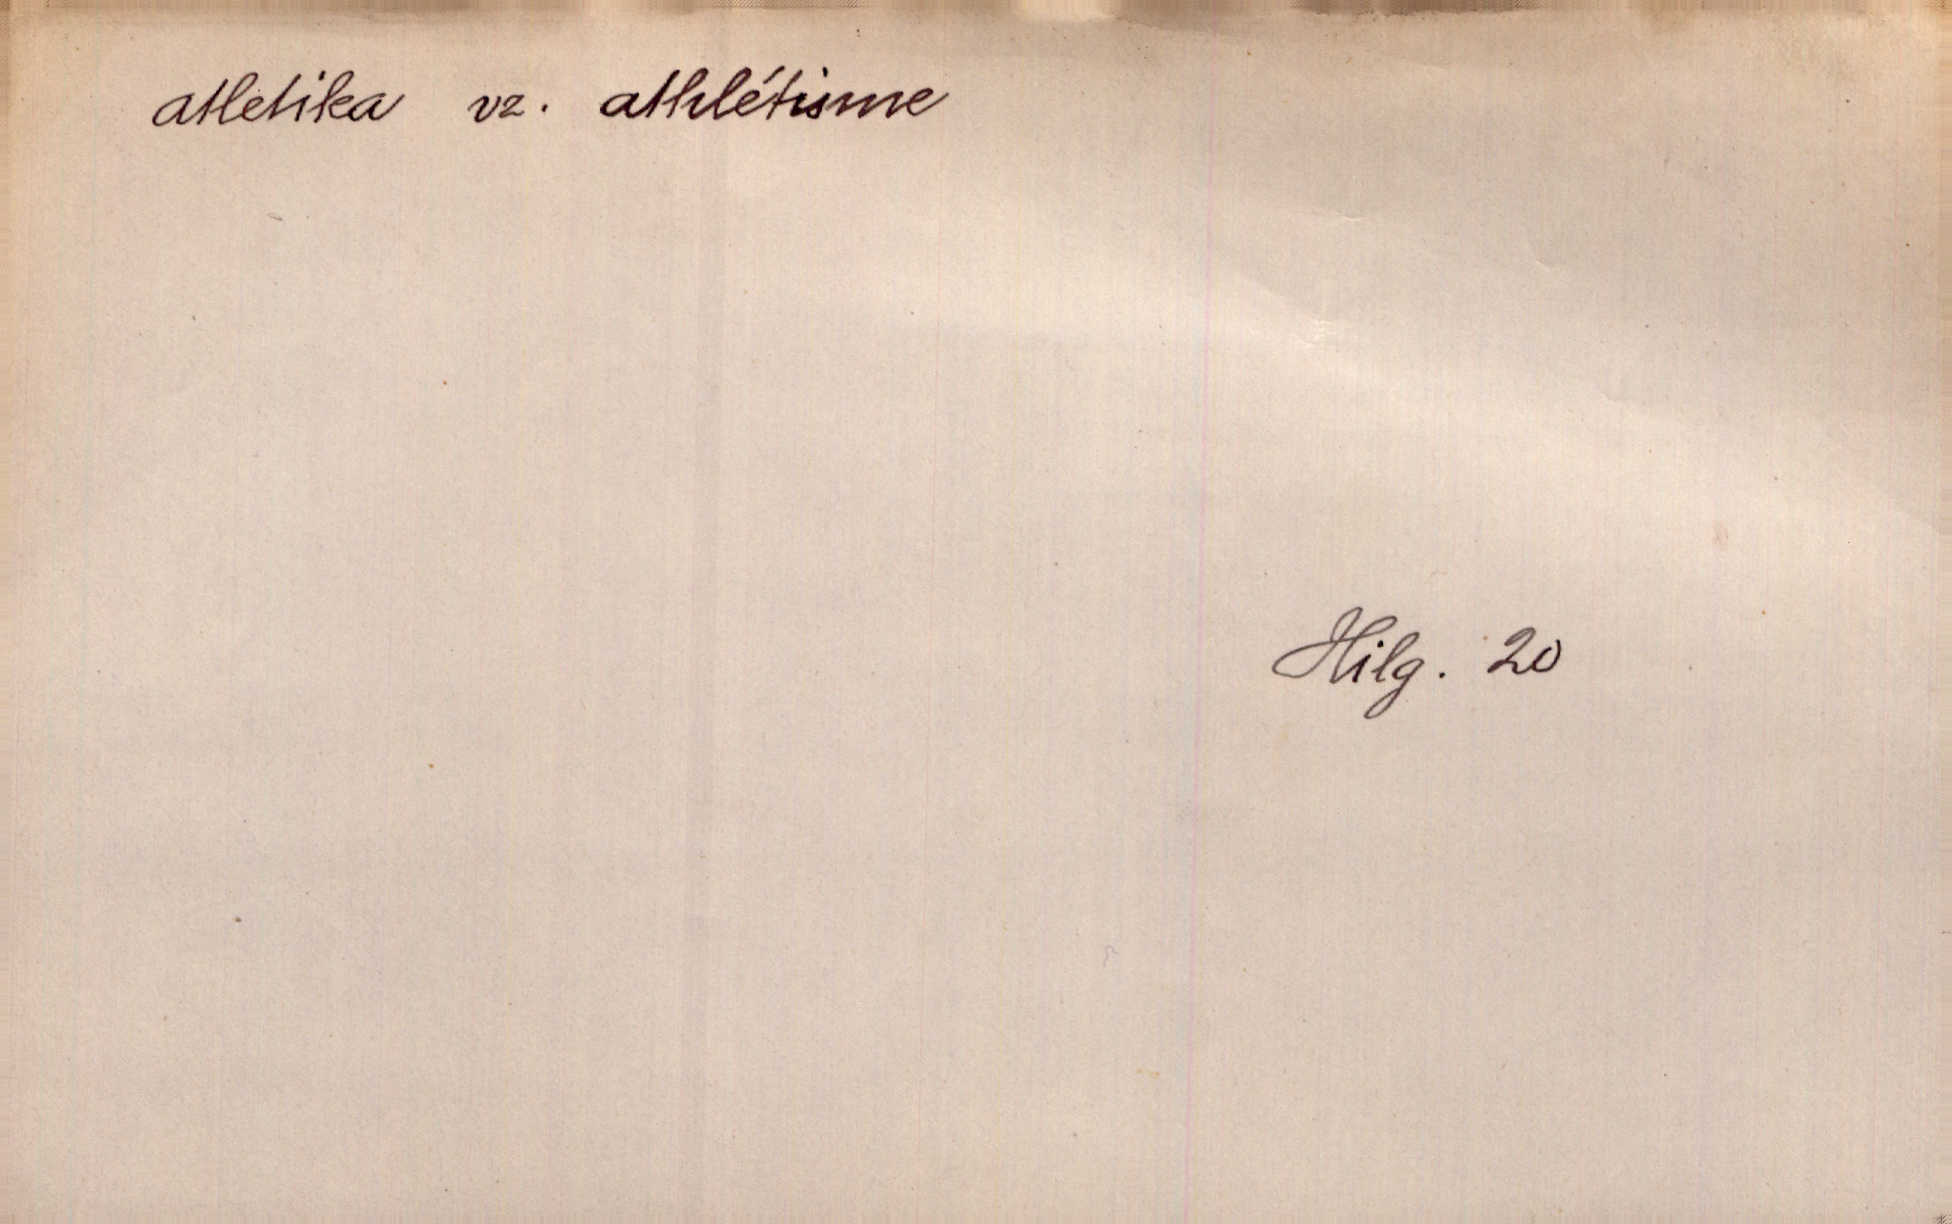 atletika vz. athlétisme
Hilg. 20